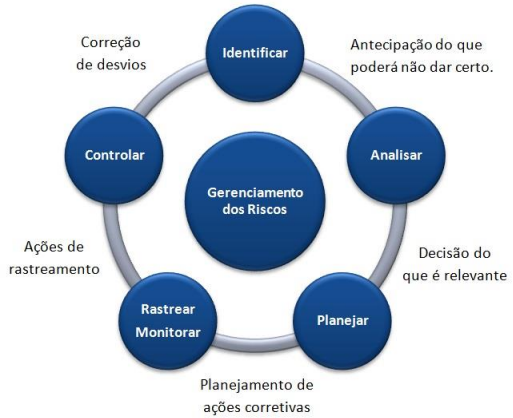 Identificar
Antecipação do que
poderá não dar certo.
Analisar
Decisão do
que é relevante
Planejar
Planejamento de
ações corretivas
Rastrear
Monitorar
Ações de
rastreamento
Controlar
Correção
de desvios
Gerenciamento
dos Riscos